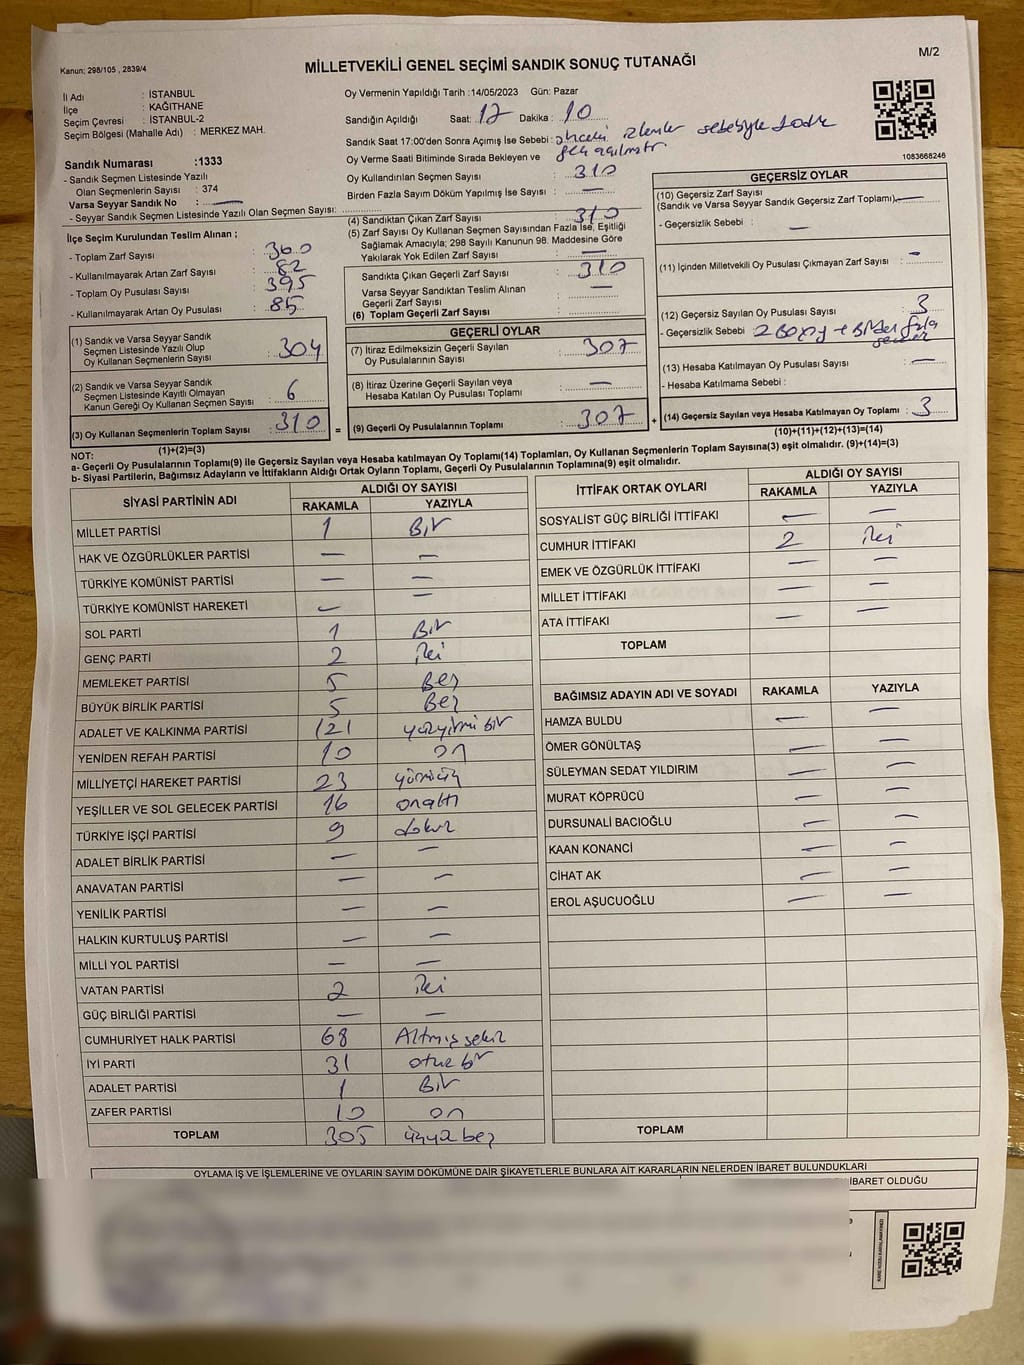 M/2
Kanun; 298/105 , 2839/4
MİLLETVEKİLİ GENEL SEÇİMİ SANDIK SONUÇ TUTANAĞI
İl Adı : İSTANBUL
İlçe : KAĞITHANE
Seçim Çevresi : İSTANBUL-2
Seçim Bölgesi (Mahalle Adı) : MERKEZ MAH.
Sandık Numarası :1333
- Sandık Seçmen Listesinde Yazılı
Olan Seçmenlerin Sayısı : 374
Varsa Seyyar Sandık No : —
- Seyyar Sandık Seçmen Listesinde Yazılı Olan Seçmen Sayısı:
Oy Vermenin Yapıldığı Tarih :14/05/2023 Gün: Pazar
Sandığın Açıldığı Saat: 17 Dakika : 10
Sandık Saat 17:00'den Sonra Açımış İse Sebebi : önceki işlemler sebebiyle
geç açılmıştır.
Oy Verme Saati Bitiminde Sırada Bekleyen ve
Oy Kullandırılan Seçmen Sayısı : 310
Birden Fazla Sayım Döküm Yapılmış İse Sayısı : —
1083668246
İlçe Seçim Kurulundan Teslim Alınan ;
- Toplam Zarf Sayısı : 360
- Kullanılmayarak Artan Zarf Sayısı : 82
- Toplam Oy Pusulası Sayısı : 395
- Kullanılmayarak Artan Oy Pusulası : 85
(4) Sandıktan Çıkan Zarf Sayısı : 310
(5) Zarf Sayısı Oy Kullanan Seçmen Sayısından Fazla İse, Eşitliği
Sağlamak Amacıyla; 298 Sayılı Kanunun 98. Maddesine Göre
Yakılarak Yok Edilen Zarf Sayısı : —
Sandıkta Çıkan Geçerli Zarf Sayısı : 310
Varsa Seyyar Sandıktan Teslim Alınan
Geçerli Zarf Sayısı : —
(6) Toplam Geçerli Zarf Sayısı :
GEÇERSİZ OYLAR
(10) Geçersiz Zarf Sayısı
(Sandık ve Varsa Seyyar Sandık Geçersiz Zarf Toplamı) —
- Geçersizlik Sebebi : —
(11) İçinden Milletvekili Oy Pusulası Çıkmayan Zarf Sayısı : —
(12) Geçersiz Sayılan Oy Pusulası Sayısı : 3
- Geçersizlik Sebebi : 2 Boş
(13) Hesaba Katılmayan Oy Pusulası Sayısı : —
- Hesaba Katılmama Sebebi :
(14) Geçersiz Sayılan veya Hesaba Katılmayan Oy Toplamı : 3
(10)+(11)+(12)+(13)=(14)
(1) Sandık ve Varsa Seyyar Sandık
Seçmen Listesinde Yazılı Olup
Oy Kullanan Seçmenlerin Sayısı : 304
(2) Sandık ve Varsa Seyyar Sandık
Seçmen Listesinde Kayıtlı Olmayan
Kanun Gereği Oy Kullanan Seçmen Sayısı : 6
(3) Oy Kullanan Seçmenlerin Toplam Sayısı : 310 =
(1)+(2)=(3)
GEÇERLİ OYLAR
(7) İtiraz Edilmeksizin Geçerli Sayılan
Oy Pusulalarının Sayısı : 307
(8) İtiraz Üzerine Geçerli Sayılan veya
Hesaba Katılan Oy Pusulası Toplamı : —
(9) Geçerli Oy Pusulalarının Toplamı : 307 +
NOT:
a- Geçerli Oy Pusulalarının Toplamı(9) ile Geçersiz Sayılan veya Hesaba katılmayan Oy Toplamı(14) Toplamları, Oy Kullanan Seçmenlerin Toplam Sayısına(3) eşit olmalıdır. (9)+(14)=(3)
b- Siyasi Partilerin, Bağımsız Adayların ve İttifakların Aldığı Ortak Oyların Toplamı, Geçerli Oy Pusulalarının Toplamına(9) eşit olmalıdır.
SİYASİ PARTİNİN ADI ALDIĞI OY SAYISI
RAKAMLA YAZIYLA
MİLLET PARTİSİ 1 Bir
HAK VE ÖZGÜRLÜKLER PARTİSİ — —
TÜRKİYE KOMÜNİST PARTİSİ — —
TÜRKİYE KOMÜNİST HAREKETİ — —
SOL PARTİ 1 Bir
GENÇ PARTİ 2 iki
MEMLEKET PARTİSİ 5 Beş
BÜYÜK BİRLİK PARTİSİ 5 Beş
ADALET VE KALKINMA PARTİSİ 121 yüzyirmi bir
YENİDEN REFAH PARTİSİ 10 on
MİLLİYETÇİ HAREKET PARTİSİ 23
YEŞİLLER VE SOL GELECEK PARTİSİ 16 onaltı
TÜRKİYE İŞÇİ PARTİSİ 9 dokuz
ADALET BİRLİK PARTİSİ — —
ANAVATAN PARTİSİ — —
YENİLİK PARTİSİ — —
HALKIN KURTULUŞ PARTİSİ — —
MİLLİ YOL PARTİSİ — —
VATAN PARTİSİ 2 iki
GÜÇ BİRLİĞİ PARTİSİ — —
CUMHURİYET HALK PARTİSİ 68 Altmış sekiz
İYİ PARTİ 31 otuz bir
ADALET PARTİSİ 1 Bir
ZAFER PARTİSİ 10 on
TOPLAM 305 üçyüz beş
İTTİFAK ORTAK OYLARI ALDIĞI OY SAYISI
RAKAMLA YAZIYLA
SOSYALİST GÜÇ BİRLİĞİ İTTİFAKI — —
CUMHUR İTTİFAKI 2 iki
EMEK VE ÖZGÜRLÜK İTTİFAKI — —
MİLLET İTTİFAKI — —
ATA İTTİFAKI — —
TOPLAM
BAĞIMSIZ ADAYIN ADI VE SOYADI RAKAMLA YAZIYLA
HAMZA BULDU — —
ÖMER GÖNÜLTAŞ — —
SÜLEYMAN SEDAT YILDIRIM — —
MURAT KÖPRÜCÜ — —
DURSUNALİ BACIOĞLU — —
KAAN KONANCİ — —
CİHAT AK — —
EROL AŞUCUOĞLU — —
TOPLAM
OYLAMA İŞ VE İŞLEMLERİNE VE OYLARIN SAYIM DÖKÜMÜNE DAİR ŞİKAYETLERLE BUNLARA AİT KARARLARIN NELERDEN İBARET BULUNDUKLARI
İBARET OLDUĞU